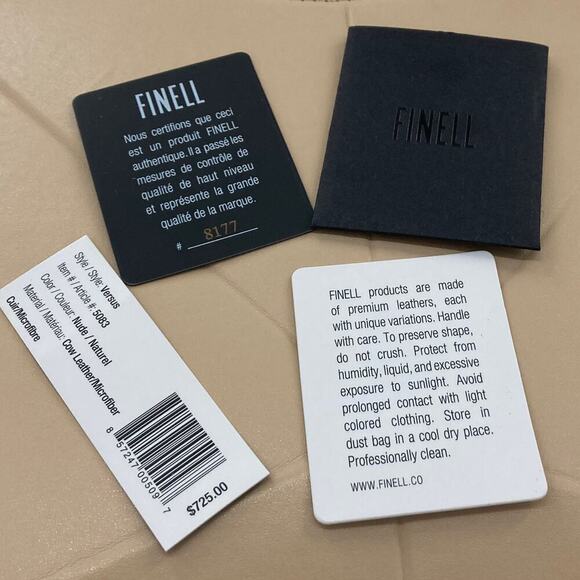 FINELL
Nous certifions que ceci
est un produit FINELL
authentique. Il a passé les
mesures de contrôle de
qualité de haut niveau
et représente la grande
qualité de la marque.
# 8177
FINELL
Style / Style: Versus
Item # / Article #: 5083
Color / Couleur: Nude / Naturel
Material / Matériau: Cow Leather/Microfiber
Cuir/Microfibre
8 57247 00509 7
$725.00
FINELL products are made
of premium leathers, each
with unique variations. Handle
with care. To preserve shape,
do not crush. Protect from
humidity, liquid, and excessive
exposure to sunlight. Avoid
prolonged contact with light
colored clothing. Store in
dust bag in a cool dry place.
Professionally clean.
WWW.FINELL.CO